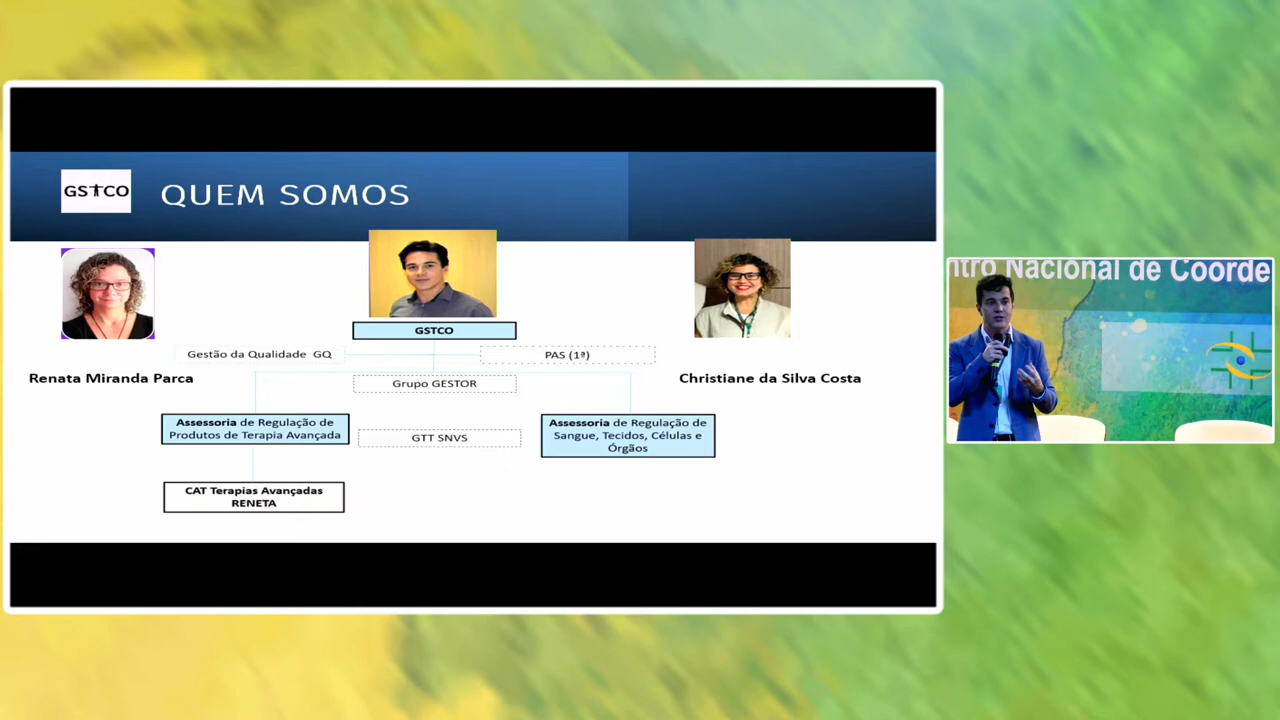 GSTCO
QUEM SOMOS
ntro Nacional de Coorde
GSTCO
Gestão da Qualidade GQ
PAS (1ª)
Renata Miranda Parca
Grupo GESTOR
Christiane da Silva Costa
Assessoria de Regulação de
Produtos de Terapia Avançada
GTT SNVS
Assessoria de Regulação de
Sangue, Tecidos, Células e
Órgãos
CAT Terapias Avançadas
RENETA